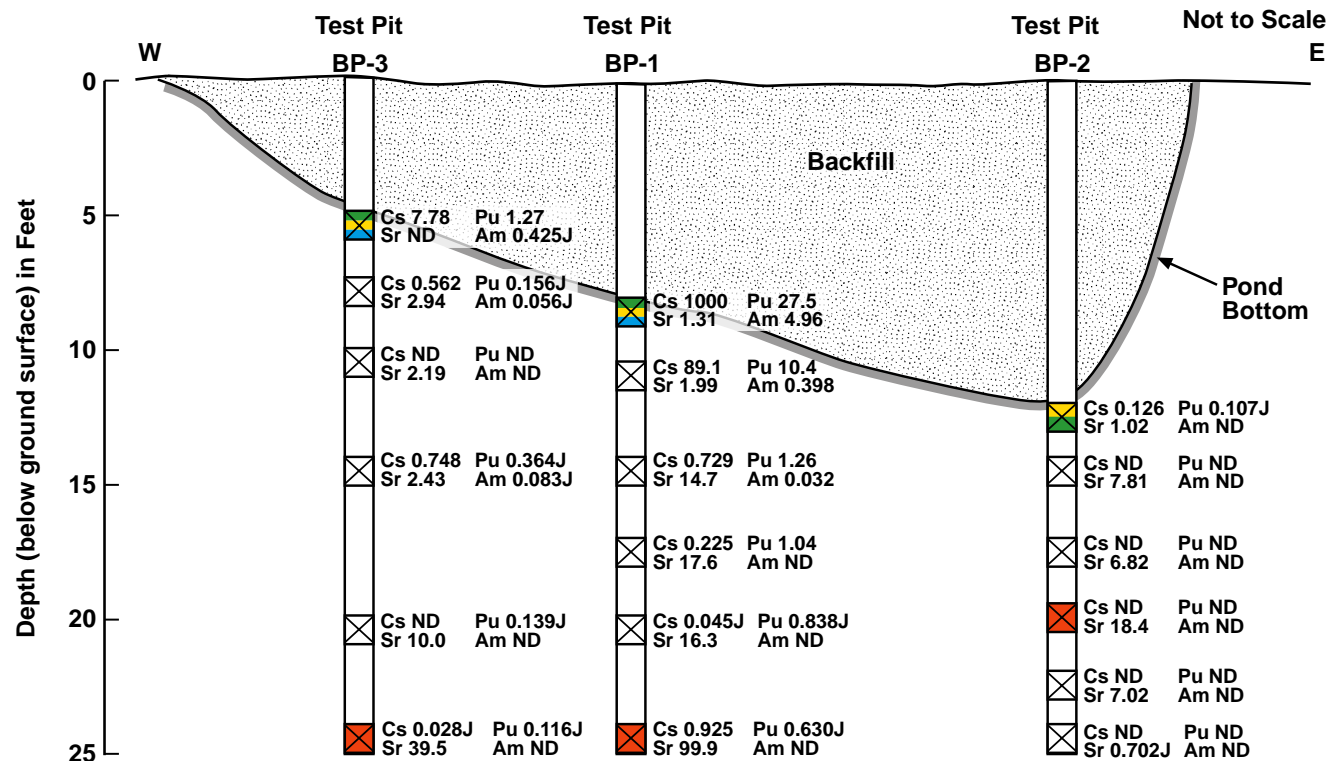 Test Pit
BP-3
Test Pit
BP-1
Test Pit
BP-2
Not to Scale
W
E
Depth (below ground surface) in Feet
0
5
10
15
20
25
Backfill
Pond
Bottom
Cs 7.78 Pu 1.27
Sr ND Am 0.425J
Cs 0.562 Pu 0.156J
Sr 2.94 Am 0.056J
Cs ND Pu ND
Sr 2.19 Am ND
Cs 0.748 Pu 0.364J
Sr 2.43 Am 0.083J
Cs ND Pu 0.139J
Sr 10.0 Am ND
Cs 0.028J Pu 0.116J
Sr 39.5 Am ND
Cs 1000 Pu 27.5
Sr 1.31 Am 4.96
Cs 89.1 Pu 10.4
Sr 1.99 Am 0.398
Cs 0.729 Pu 1.26
Sr 14.7 Am 0.032
Cs 0.225 Pu 1.04
Sr 17.6 Am ND
Cs 0.045J Pu 0.838J
Sr 16.3 Am ND
Cs 0.925 Pu 0.630J
Sr 99.9 Am ND
Cs 0.126 Pu 0.107J
Sr 1.02 Am ND
Cs ND Pu ND
Sr 7.81 Am ND
Cs ND Pu ND
Sr 6.82 Am ND
Cs ND Pu ND
Sr 18.4 Am ND
Cs ND Pu ND
Sr 7.02 Am ND
Cs ND Pu ND
Sr 0.702J Am ND